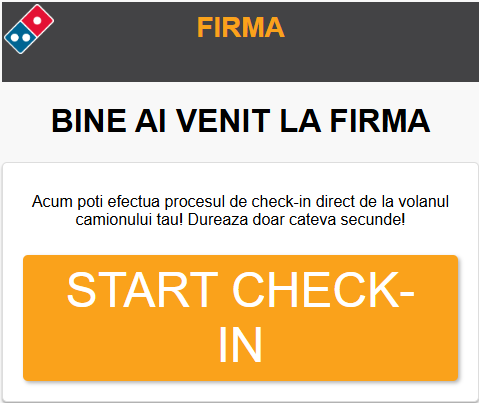 FIRMA
BINE AI VENIT LA FIRMA
Acum poti efectua procesul de check-in direct de la volanul
camionului tau! Dureaza doar cateva secunde!
START CHECK-
IN